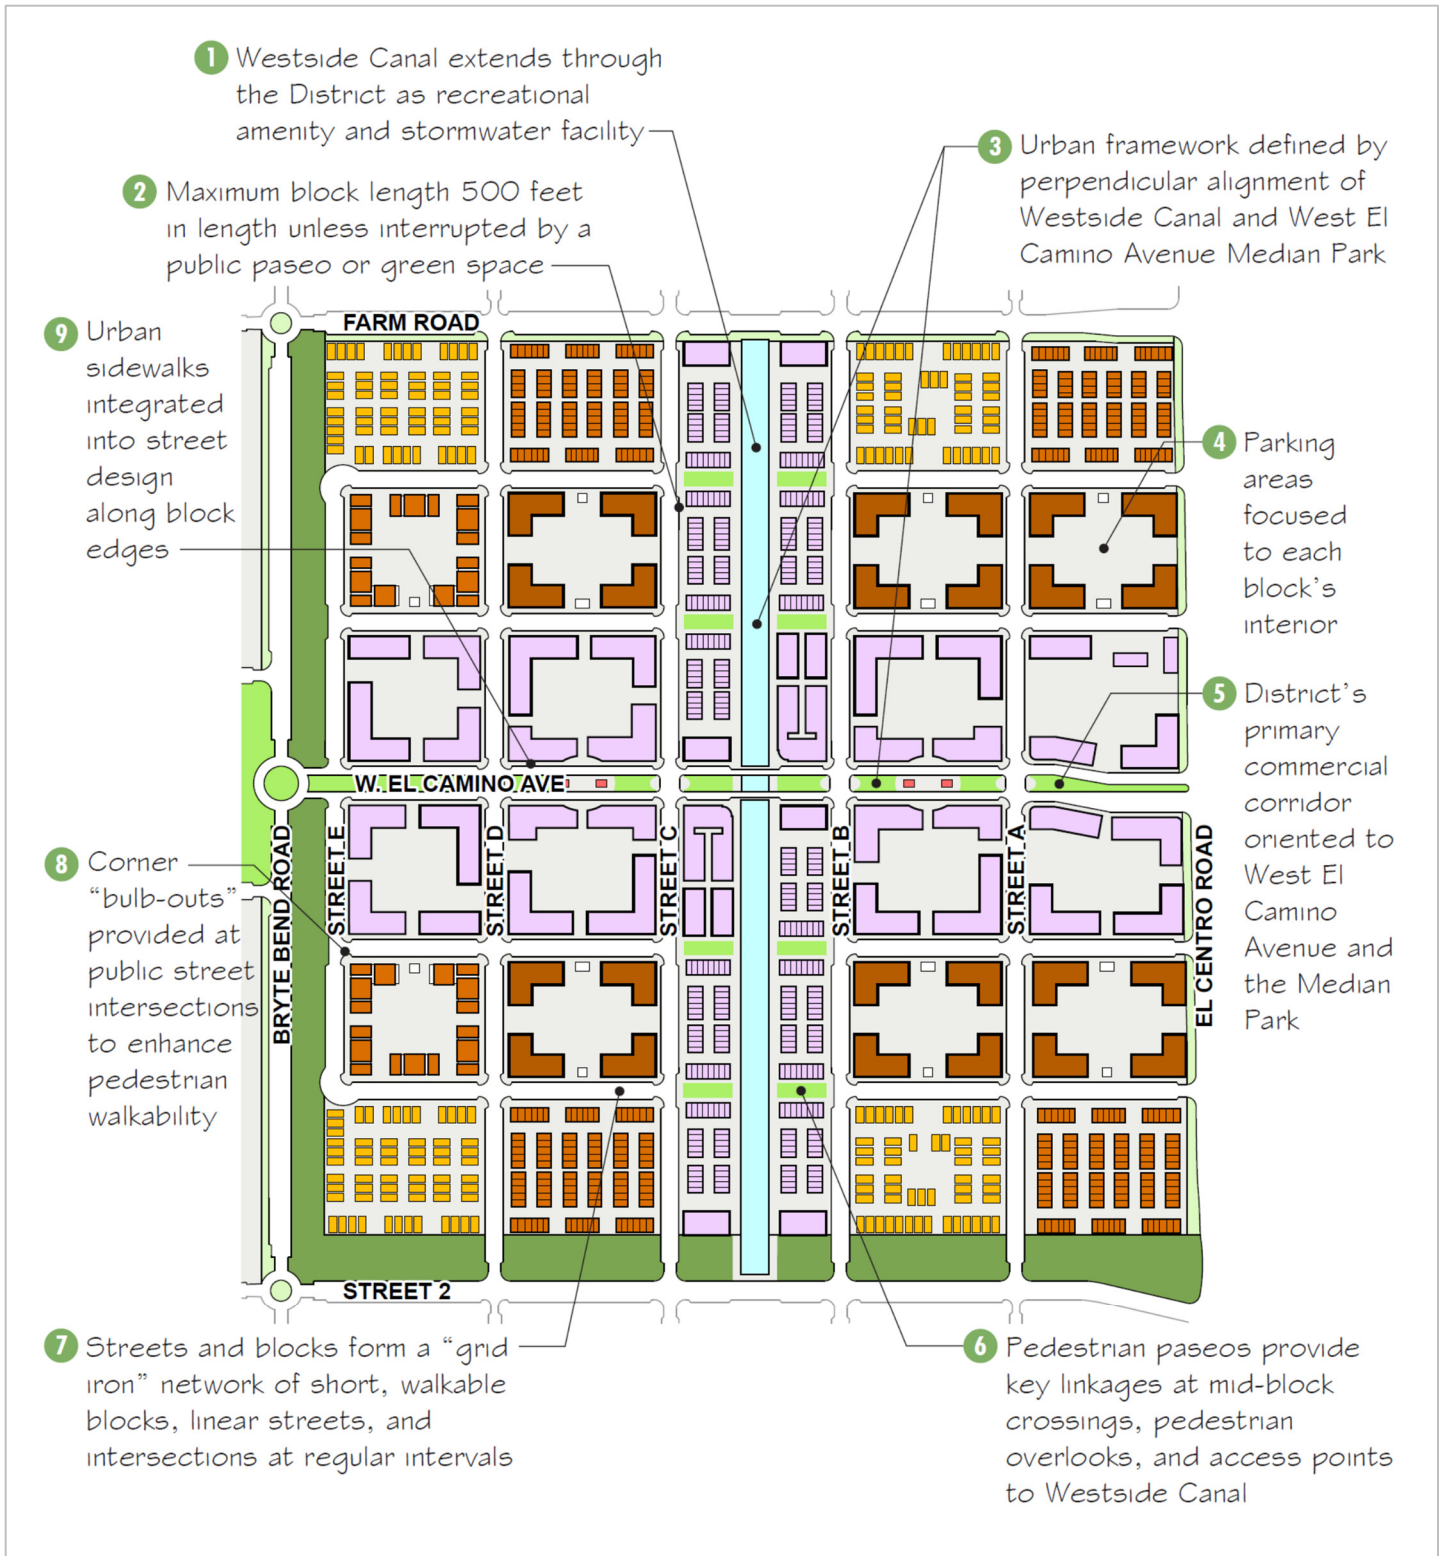 1 Westside Canal extends through
the District as recreational
amenity and stormwater facility
2 Maximum block length 500 feet
in length unless interrupted by a
public paseo or green space
3 Urban framework defined by
perpendicular alignment of
Westside Canal and West El
Camino Avenue Median Park
4 Parking
areas
focused
to each
block's
interior
5 District's
primary
commercial
corridor
oriented to
West El
Camino
Avenue and
the Median
Park
6 Pedestrian paseos provide
key linkages at mid-block
crossings, pedestrian
overlooks, and access points
to Westside Canal
7 Streets and blocks form a “grid
iron” network of short, walkable
blocks, linear streets, and
intersections at regular intervals
8 Corner
“bulb-outs”
provided at
public street
intersections
to enhance
pedestrian
walkability
9 Urban
sidewalks
integrated
into street
design
along block
edges
FARM ROAD
W. EL CAMINO AVE
BRYTE BEND ROAD
STREET E
STREET D
STREET C
STREET B
STREET A
EL CENTRO ROAD
STREET 2